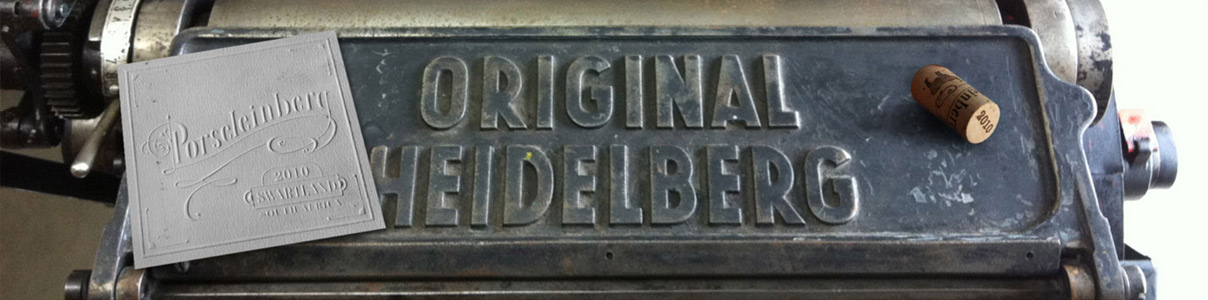 Porseleinberg
2010
SWARTLAND
SOUTH AFRICA
ORIGINAL
HEIDELBERG
2010